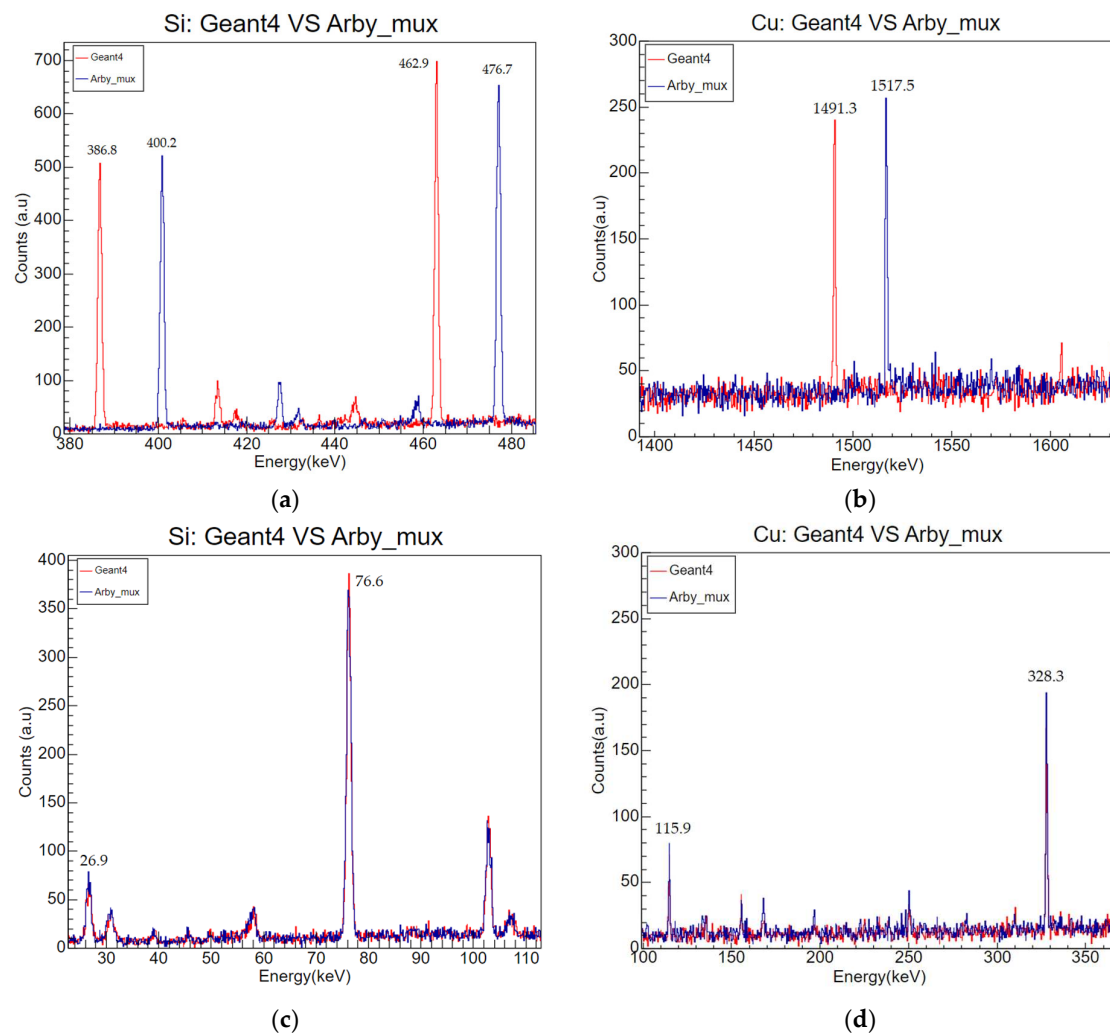 Si: Geant4 VS Arby_mux
Geant4
Arby_mux
386.8
400.2
462.9
476.7
700
600
500
400
300
200
100
0
Counts (a.u)
380
400
420
440
460
480
Energy(keV)
(a)
Cu: Geant4 VS Arby_mux
Geant4
Arby_mux
1491.3
1517.5
300
250
200
150
100
50
0
Counts(a.u)
1400
1450
1500
1550
1600
Energy(keV)
(b)
Si: Geant4 VS Arby_mux
Geant4
Arby_mux
76.6
26.9
400
350
300
250
200
150
100
50
0
Counts (a.u)
30
40
50
60
70
80
90
100
110
Energy(keV)
(c)
Cu: Geant4 VS Arby_mux
Geant4
Arby_mux
328.3
115.9
300
250
200
150
100
50
0
Counts(a.u)
100
150
200
250
300
350
Energy(keV)
(d)